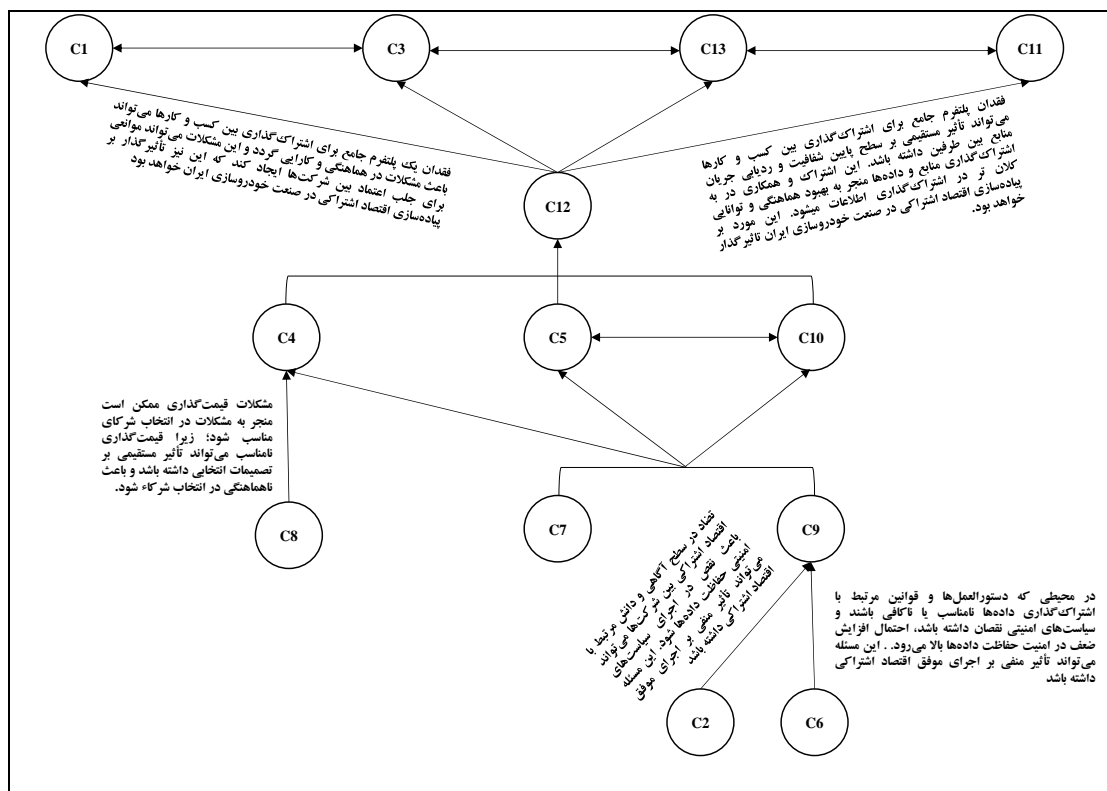 C1
C3
C13
C11
فقدان یک پلتفرم جامع برای اشتراک‌گذاری بین کسب و کارها می‌تواند
باعث مشکلات در هماهنگی و کارایی گردد و این مشکلات می‌تواند موانعی
برای جلب اعتماد بین شرکت‌ها ایجاد کند که این نیز تأثیرگذار بر
پیاده‌سازی اقتصاد اشتراکی در صنعت خودروسازی ایران خواهد بود
فقدان پلتفرم جامع برای اشتراک‌گذاری بین کسب و کارها
می‌تواند تأثیر مستقیمی بر سطح پایین شفافیت و ردیابی جریان
منابع بین طرفین داشته باشد. این اشتراک و همکاری در به
اشتراک‌گذاری منابع و داده‌ها منجر به بهبود هماهنگی و توانایی
کلان تر در اشتراک‌گذاری اطلاعات میشود. این مورد بر
پیاده‌سازی اقتصاد اشتراکی در صنعت خودروسازی ایران تاثیرگذار
خواهد بود.
C12
C4
C5
C10
مشکلات قیمت‌گذاری ممکن است
منجر به مشکلات در انتخاب شرکای
مناسب شود؛ زیرا قیمت‌گذاری
نامناسب می‌تواند تأثیر مستقیمی بر
تصمیمات انتخابی داشته باشد و باعث
ناهماهنگی در انتخاب شرکاء شود.
C8
C7
C9
تضاد در سطح آگاهی و دانش مرتبط با
اقتصاد اشتراکی بین شرکت‌ها می‌تواند
باعث نقص در اجرای سیاست‌های
امنیتی حفاظت داده‌ها شود. این مسئله
می‌تواند تأثیر منفی بر اجرای موفق
اقتصاد اشتراکی داشته باشد
در محیطی که دستورالعمل‌ها و قوانین مرتبط با
اشتراک‌گذاری داده‌ها نامناسب یا ناکافی باشند و
سیاست‌های امنیتی نقصان داشته باشد، احتمال افزایش
ضعف در امنیت حفاظت داده‌ها بالا می‌رود. . این مسئله
می‌تواند تأثیر منفی بر اجرای موفق اقتصاد اشتراکی
داشته باشد
C2
C6